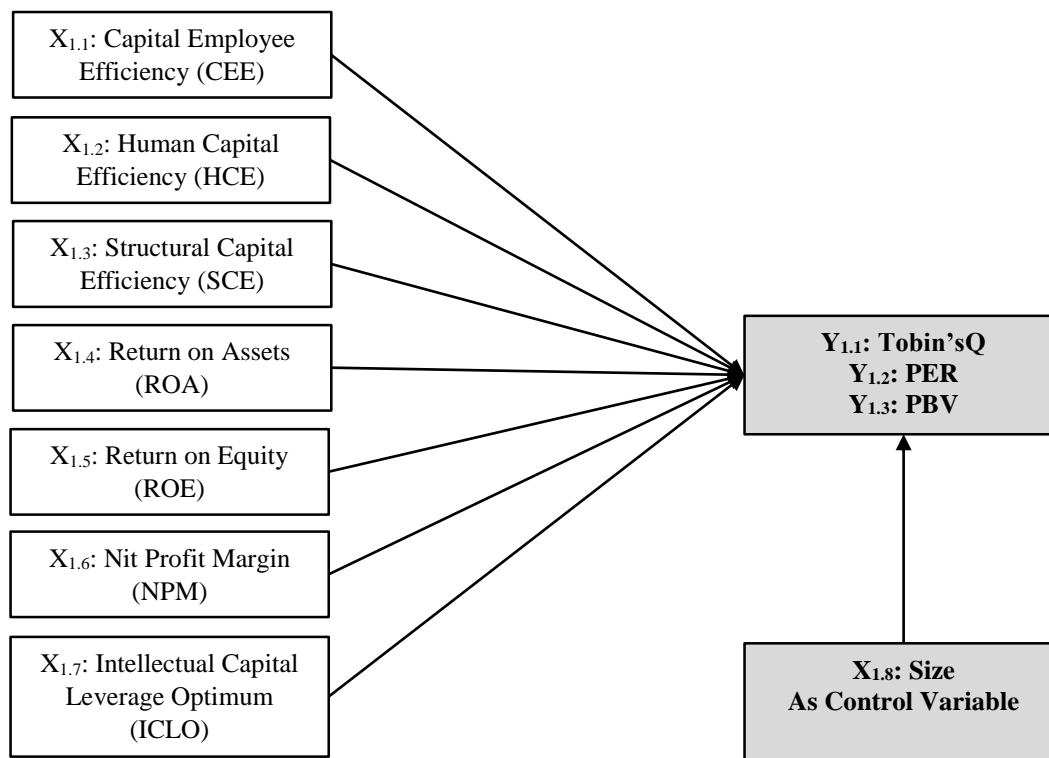 X₁.₁: Capital Employee
Efficiency (CEE)
X₁.₂: Human Capital
Efficiency (HCE)
X₁.₃: Structural Capital
Efficiency (SCE)
X₁.₄: Return on Assets
(ROA)
X₁.₅: Return on Equity
(ROE)
X₁.₆: Nit Profit Margin
(NPM)
X₁.₇: Intellectual Capital
Leverage Optimum
(ICLO)
Y₁.₁: Tobin’sQ
Y₁.₂: PER
Y₁.₃: PBV
X₁.₈: Size
As Control Variable